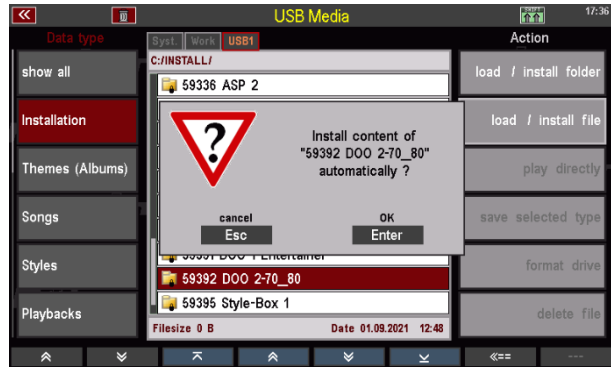 USB Media
17:36
Data type
Syst. Work USB1
Action
C:/INSTALL/
show all
59336 ASP 2
load / install folder
Installation
Install content of
"59392 DOO 2-70_80"
automatically ?
load / install file
Themes (Albums)
play directly
Songs
cancel
OK
Esc
Enter
save selected type
Styles
59392 DOO 2-70_80
format drive
Playbacks
59395 Style-Box 1
delete file
Filesize 0 B
Date 01.09.2021 12:48
«==
---